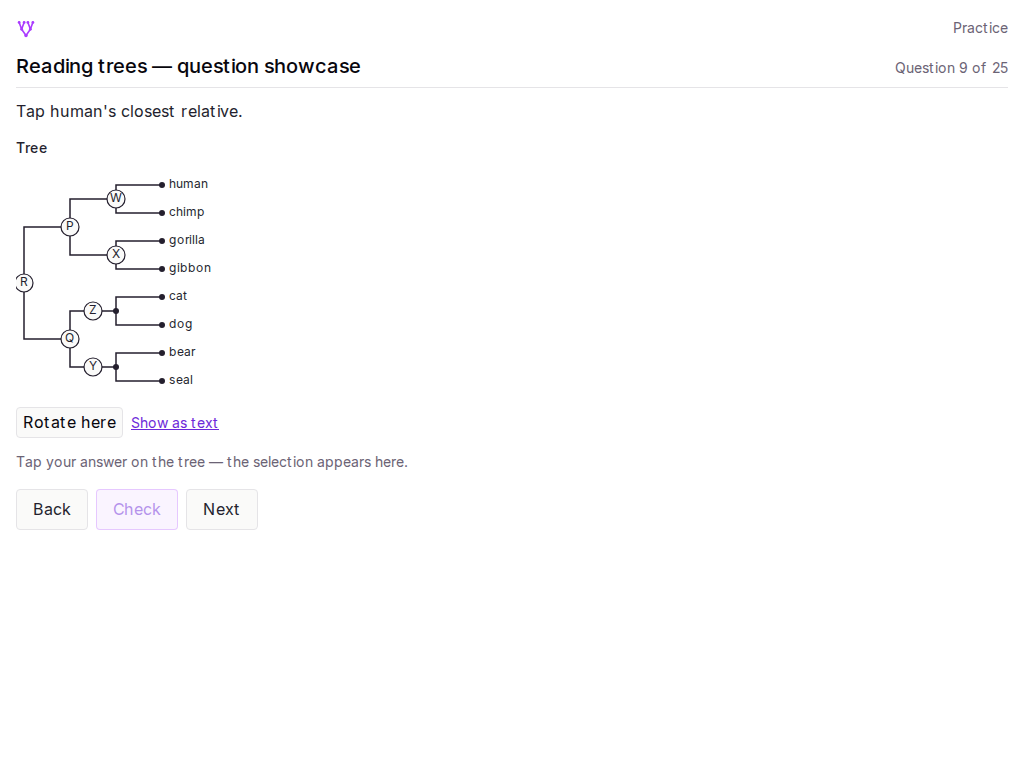 Practice
Reading trees — question showcase
Question 9 of 25
Tap human's closest relative.
Tree
human
W
chimp
P
gorilla
X
gibbon
R
cat
Z
dog
Q
bear
Y
seal
Rotate here
Show as text
Tap your answer on the tree — the selection appears here.
Back
Check
Next